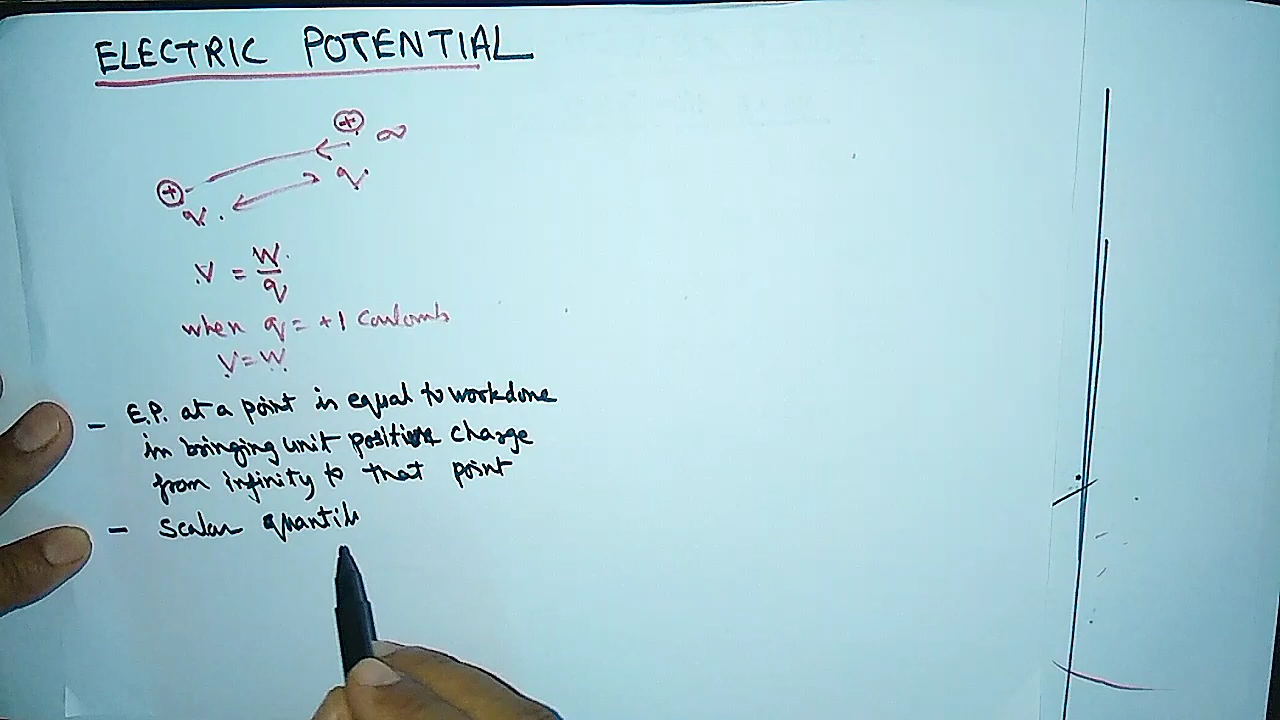 ELECTRIC POTENTIAL
+ ∞
+ q
q
V = W/q
when q = +1 Coulomb
V = W
- E.P. at a point is equal to workdone
in bringing unit positive charge
from infinity to that point
- Scalar quantit